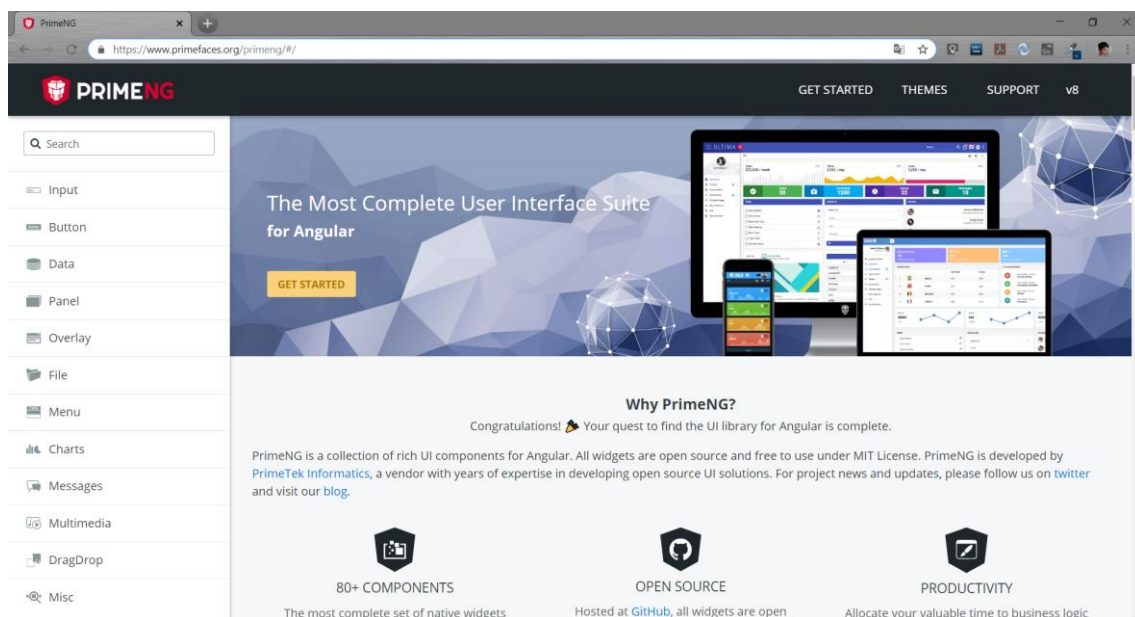 PrimeNG
https://www.primefaces.org/primeng/#/
PRIMENG
GET STARTED THEMES SUPPORT v8
Search
Input
Button
Data
Panel
Overlay
File
Menu
Charts
Messages
Multimedia
DragDrop
Misc
The Most Complete User Interface Suite
for Angular
GET STARTED
ULTIMA
Why PrimeNG?
Congratulations! 🎉 Your quest to find the UI library for Angular is complete.
PrimeNG is a collection of rich UI components for Angular. All widgets are open source and free to use under MIT License. PrimeNG is developed by
PrimeTek Informatics, a vendor with years of expertise in developing open source UI solutions. For project news and updates, please follow us on twitter
and visit our blog.
80+ COMPONENTS
The most complete set of native widgets
OPEN SOURCE
Hosted at GitHub, all widgets are open
PRODUCTIVITY
Allocate your valuable time to business logic